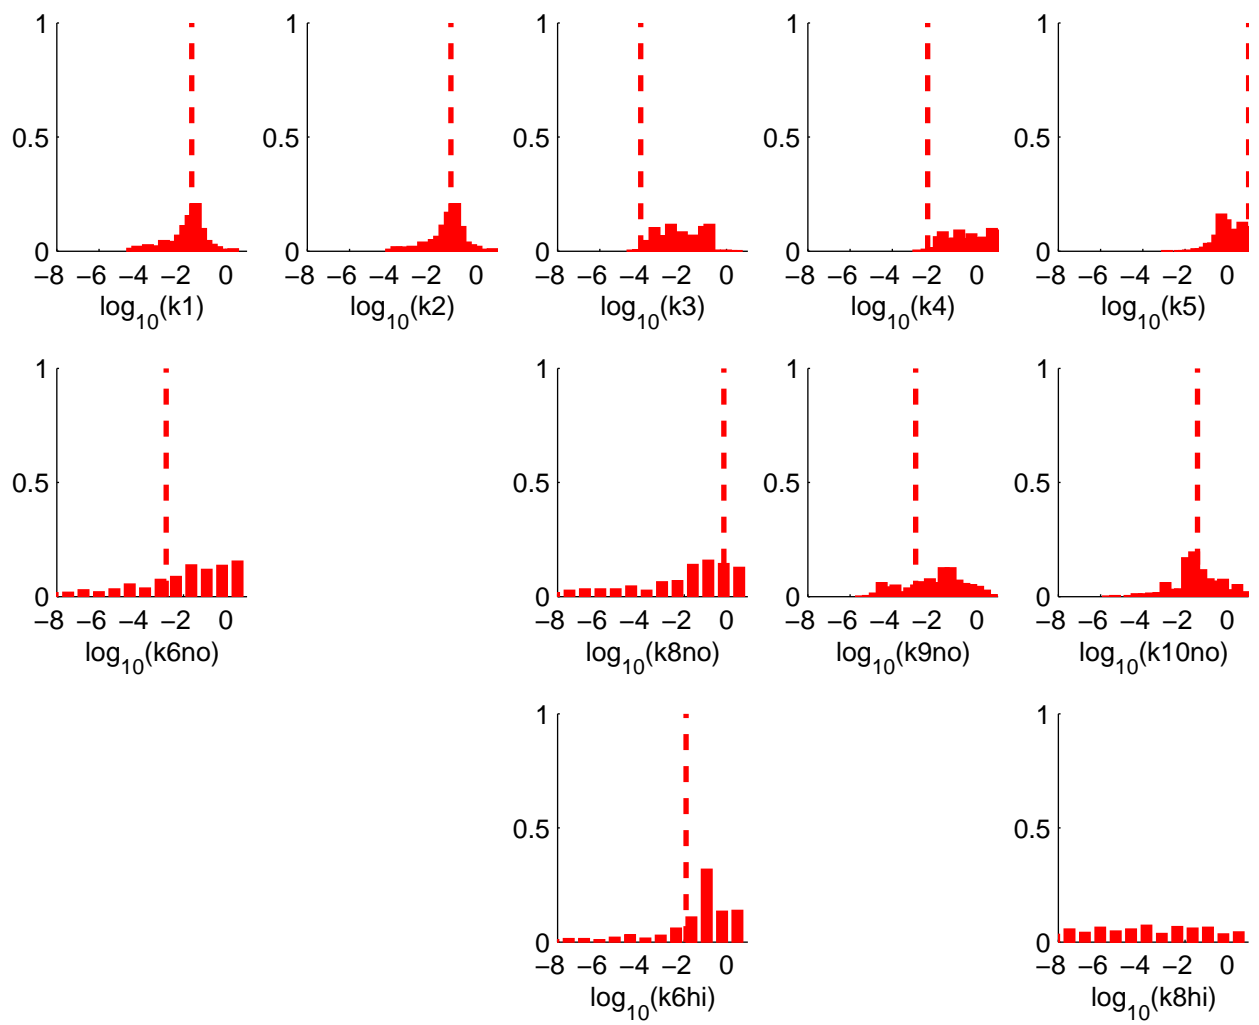 1 1 1 1 1
0.5 0.5 0.5 0.5 0.5
0 0 0 0 0
−8 −6 −4 −2 0 −8 −6 −4 −2 0 −8 −6 −4 −2 0 −8 −6 −4 −2 0 −8 −6 −4 −2 0
log10(k1) log10(k2) log10(k3) log10(k4) log10(k5)
1 1 1 1
0.5 0.5 0.5 0.5
0 0 0 0
−8 −6 −4 −2 0 −8 −6 −4 −2 0 −8 −6 −4 −2 0 −8 −6 −4 −2 0
log10(k6no) log10(k8no) log10(k9no) log10(k10no)
1 1
0.5 0.5
0 0
−8 −6 −4 −2 0 −8 −6 −4 −2 0
log10(k6hi) log10(k8hi)